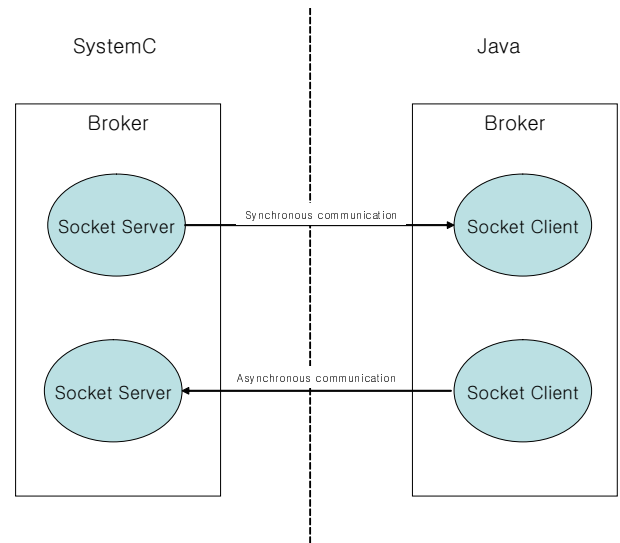 SystemC
Java
Broker
Broker
Synchronous communication
Socket Server
Socket Client
Asynchronous communication
Socket Server
Socket Client